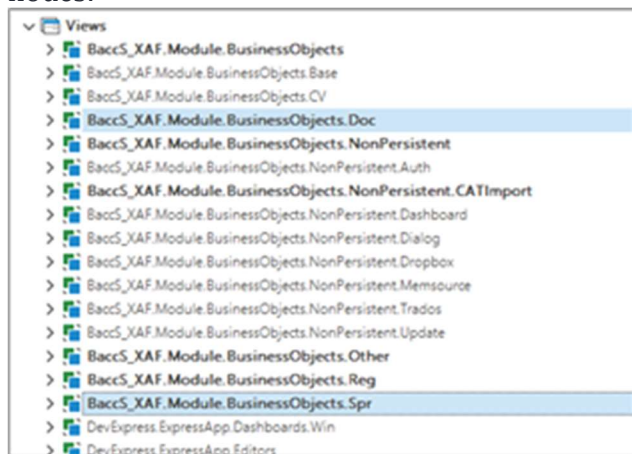 Views
BaccS_XAF.Module.BusinessObjects
BaccS_XAF.Module.BusinessObjects.Base
BaccS_XAF.Module.BusinessObjects.CV
BaccS_XAF.Module.BusinessObjects.Doc
BaccS_XAF.Module.BusinessObjects.NonPersistent
BaccS_XAF.Module.BusinessObjects.NonPersistent.Auth
BaccS_XAF.Module.BusinessObjects.NonPersistent.CATImport
BaccS_XAF.Module.BusinessObjects.NonPersistent.Dashboard
BaccS_XAF.Module.BusinessObjects.NonPersistent.Dialog
BaccS_XAF.Module.BusinessObjects.NonPersistent.Dropbox
BaccS_XAF.Module.BusinessObjects.NonPersistent.Memsource
BaccS_XAF.Module.BusinessObjects.NonPersistent.Trados
BaccS_XAF.Module.BusinessObjects.NonPersistent.Update
BaccS_XAF.Module.BusinessObjects.Other
BaccS_XAF.Module.BusinessObjects.Reg
BaccS_XAF.Module.BusinessObjects.Spr
DevExpress.ExpressApp.Dashboards.Win
DevExpress.ExpressApp.Editors